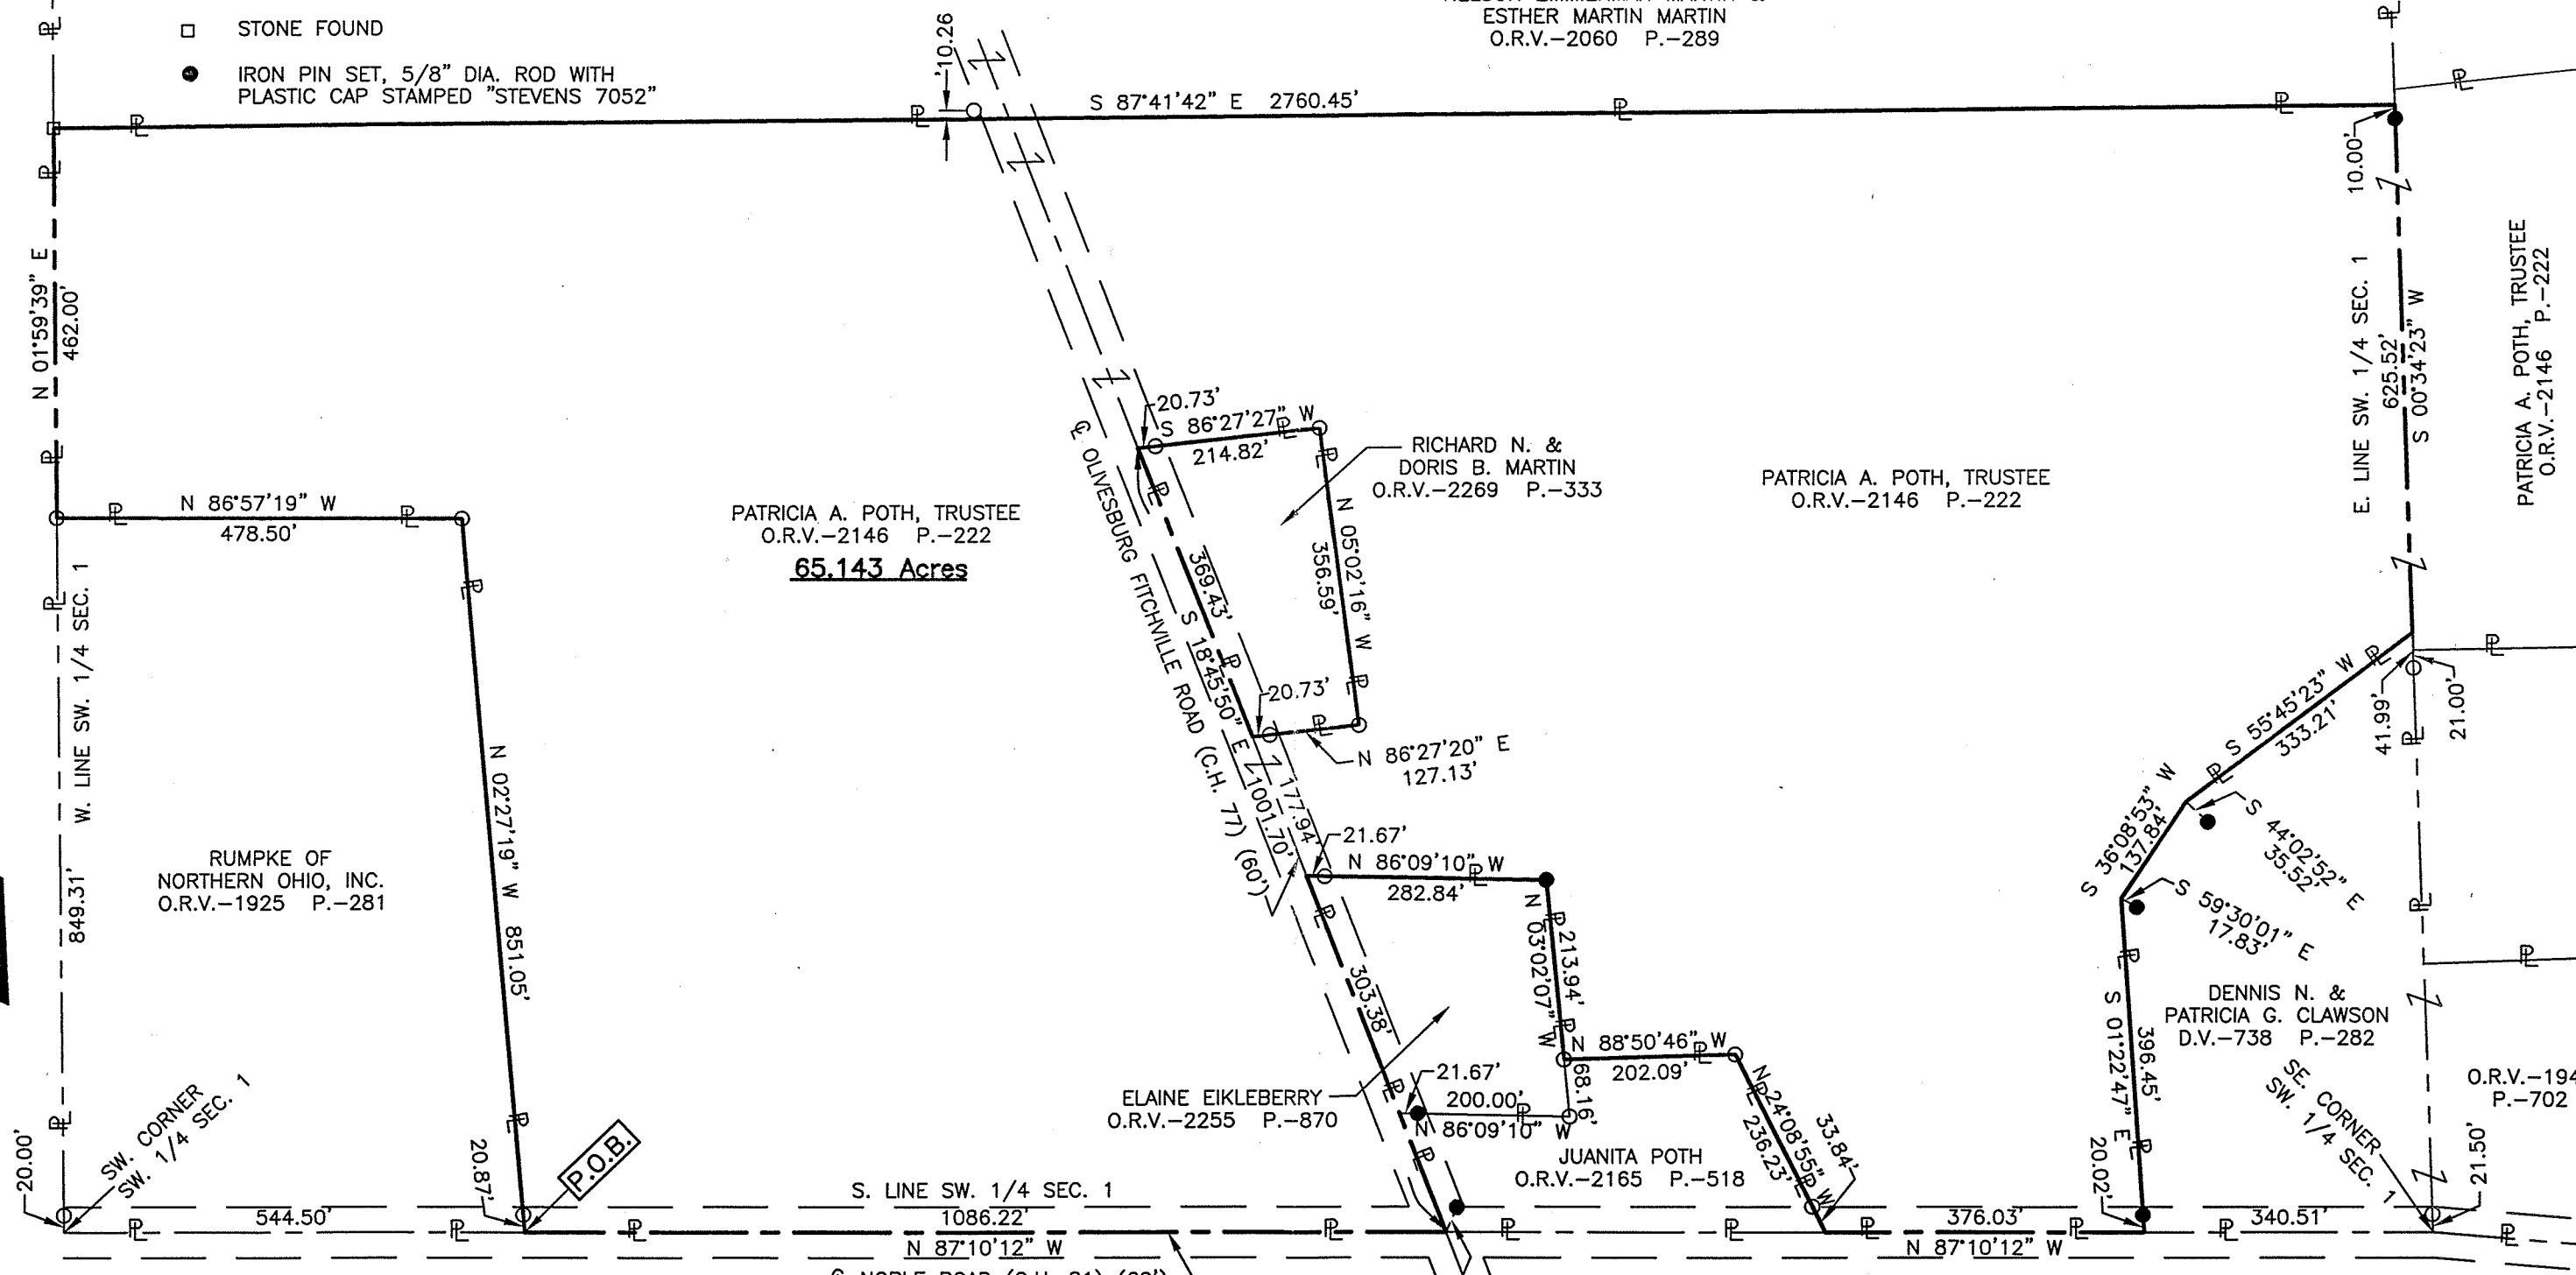 ESTHER MARTIN MARTIN
O.R.V.-2060 P.-289
STONE FOUND
IRON PIN SET, 5/8" DIA. ROD WITH
PLASTIC CAP STAMPED "STEVENS 7052"
10.26'
S 87°41'42" E 2760.45'
10.00'
N 01°59'39" E
462.00'
E. LINE SW. 1/4 SEC. 1
625.52'
S 00°34'23" W
PATRICIA A. POTH, TRUSTEE
O.R.V.-2146 P.-222
20.73'
S 86°27'27" W
214.82'
RICHARD N. &
DORIS B. MARTIN
O.R.V.-2269 P.-333
PATRICIA A. POTH, TRUSTEE
O.R.V.-2146 P.-222
N 86°57'19" W
478.50'
PATRICIA A. POTH, TRUSTEE
O.R.V.-2146 P.-222
65.143 Acres
℄ OLIVESBURG FITCHVILLE ROAD (C.H. 77) (60')
369.43'
S 18°45'50" E
1001.70'
N 05°02'16" W
356.59'
20.73'
N 86°27'20" E
127.13'
177.94'
W. LINE SW. 1/4 SEC. 1
849.31'
N 02°27'19" W 851.05'
RUMPKE OF
NORTHERN OHIO, INC.
O.R.V.-1925 P.-281
S 55°45'23" W
333.21'
41.99'
21.00'
S 36°08'53" W
137.84'
S 44°02'52" E
35.52'
S 59°30'01" E
17.83'
21.67'
N 86°09'10" W
282.84'
N 03°02'07" W
213.94'
303.38'
N 88°50'46" W
202.09'
68.16'
ELAINE EIKLEBERRY
O.R.V.-2255 P.-870
21.67'
200.00'
N 86°09'10" W
JUANITA POTH
O.R.V.-2165 P.-518
N 24°08'55" W
236.23'
33.84'
S 01°22'47" E
396.45'
DENNIS N. &
PATRICIA G. CLAWSON
D.V.-738 P.-282
O.R.V.-194
P.-702
SE. CORNER
SW. 1/4 SEC. 1
21.50'
20.02'
20.00'
SW. CORNER
SW. 1/4 SEC. 1
20.87'
P.O.B.
S. LINE SW. 1/4 SEC. 1
544.50'
1086.22'
N 87°10'12" W
376.03'
N 87°10'12" W
340.51'